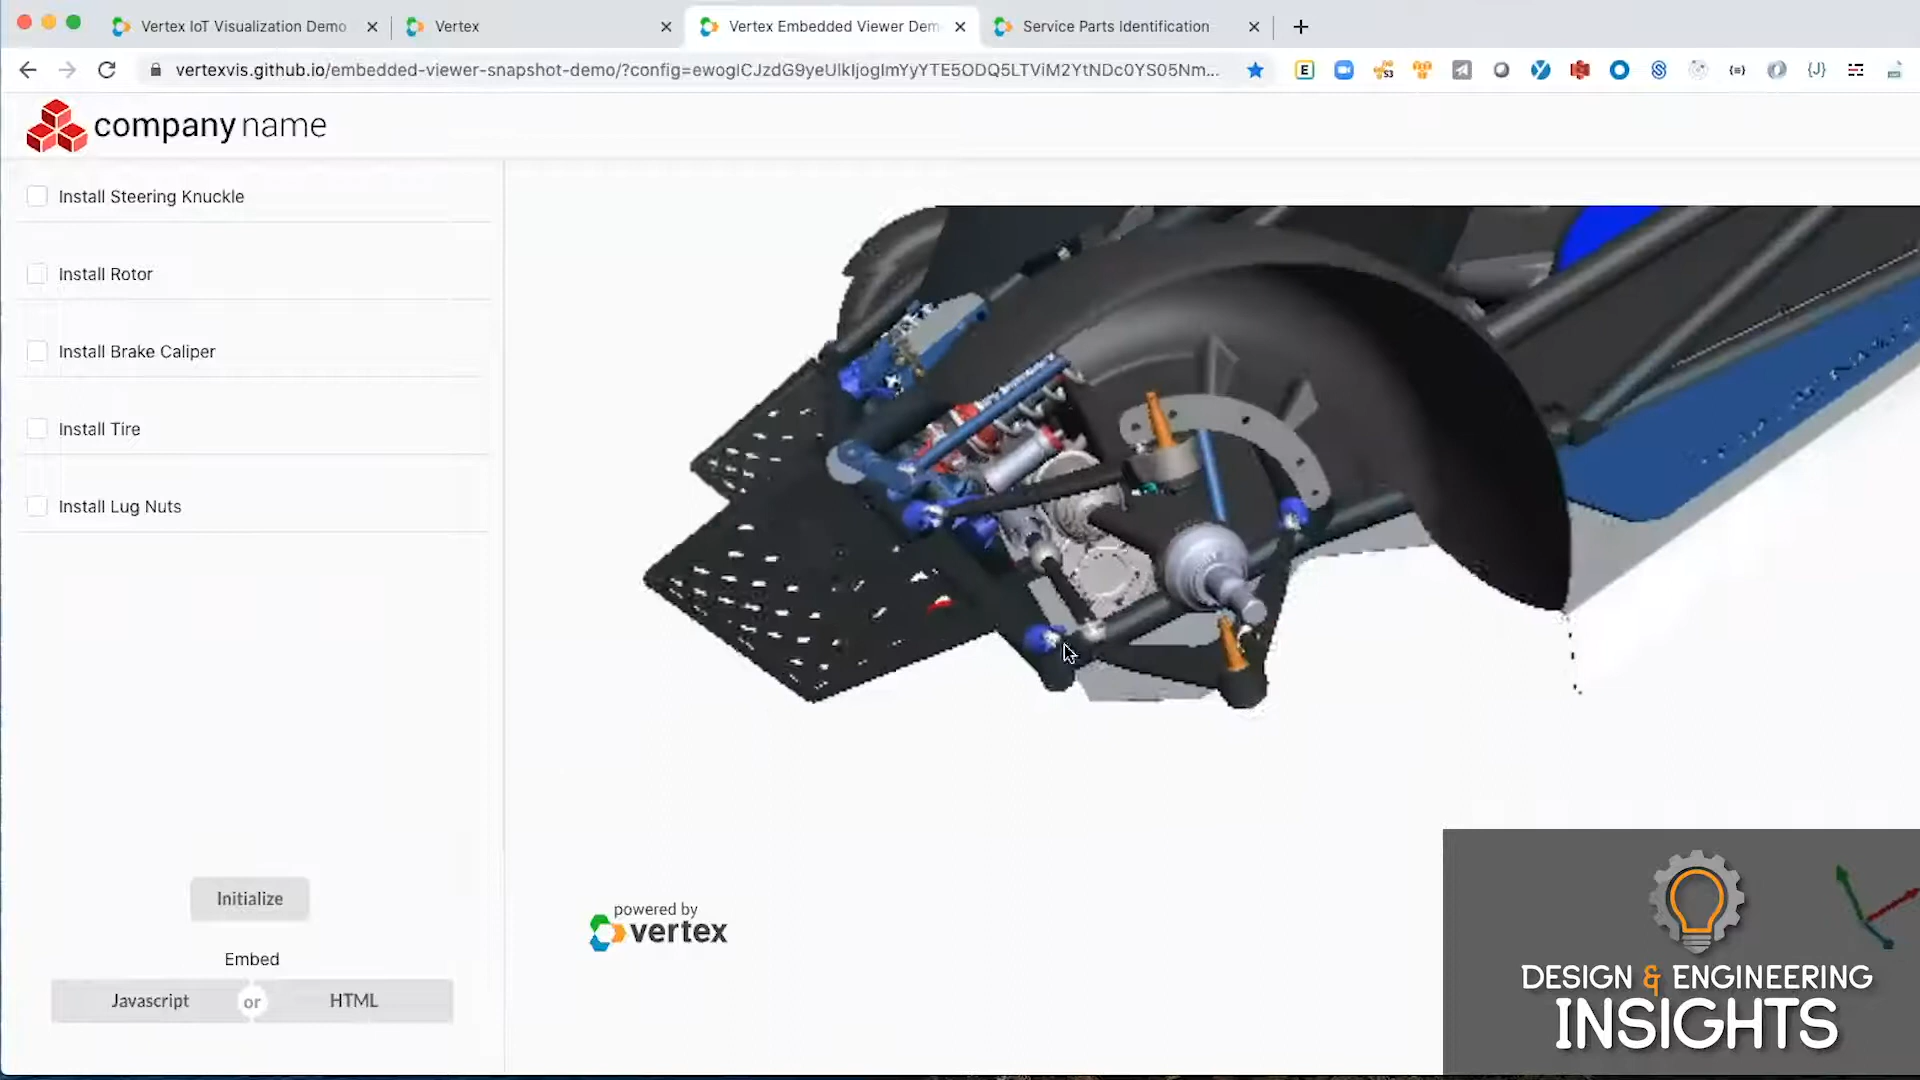 Vertex IoT Visualization Demo
Vertex
Vertex Embedded Viewer Dem
Service Parts Identification
vertexvis.github.io/embedded-viewer-snapshot-demo/?config=ewogICJzdG9yeUlkIjogImYyYTE5ODQ5LTViM2YtNDc0YS05Nm...
company name
Install Steering Knuckle
Install Rotor
Install Brake Caliper
Install Tire
Install Lug Nuts
Initialize
Embed
Javascript or HTML
powered by
vertex
DESIGN & ENGINEERING
INSIGHTS